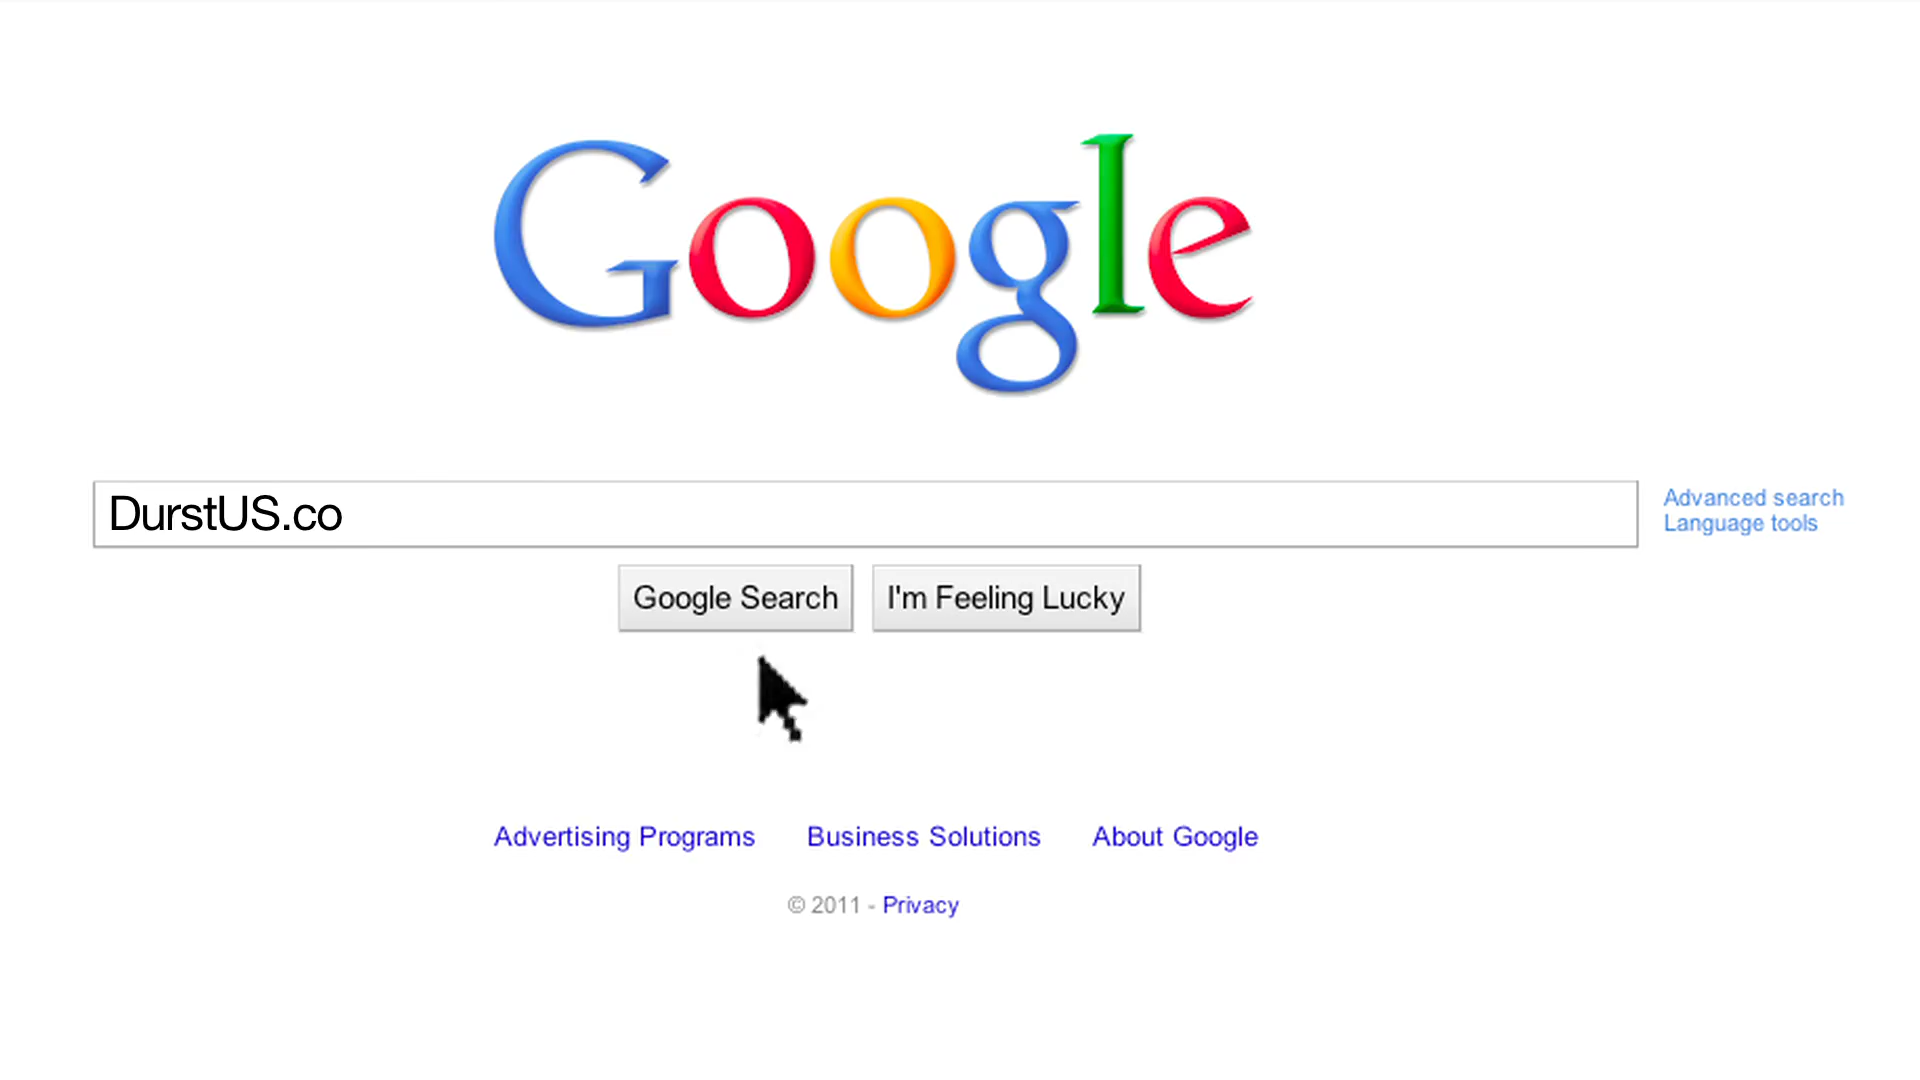 Google
DurstUS.co
Advanced search
Language tools
Google Search I'm Feeling Lucky
Advertising Programs Business Solutions About Google
© 2011 - Privacy